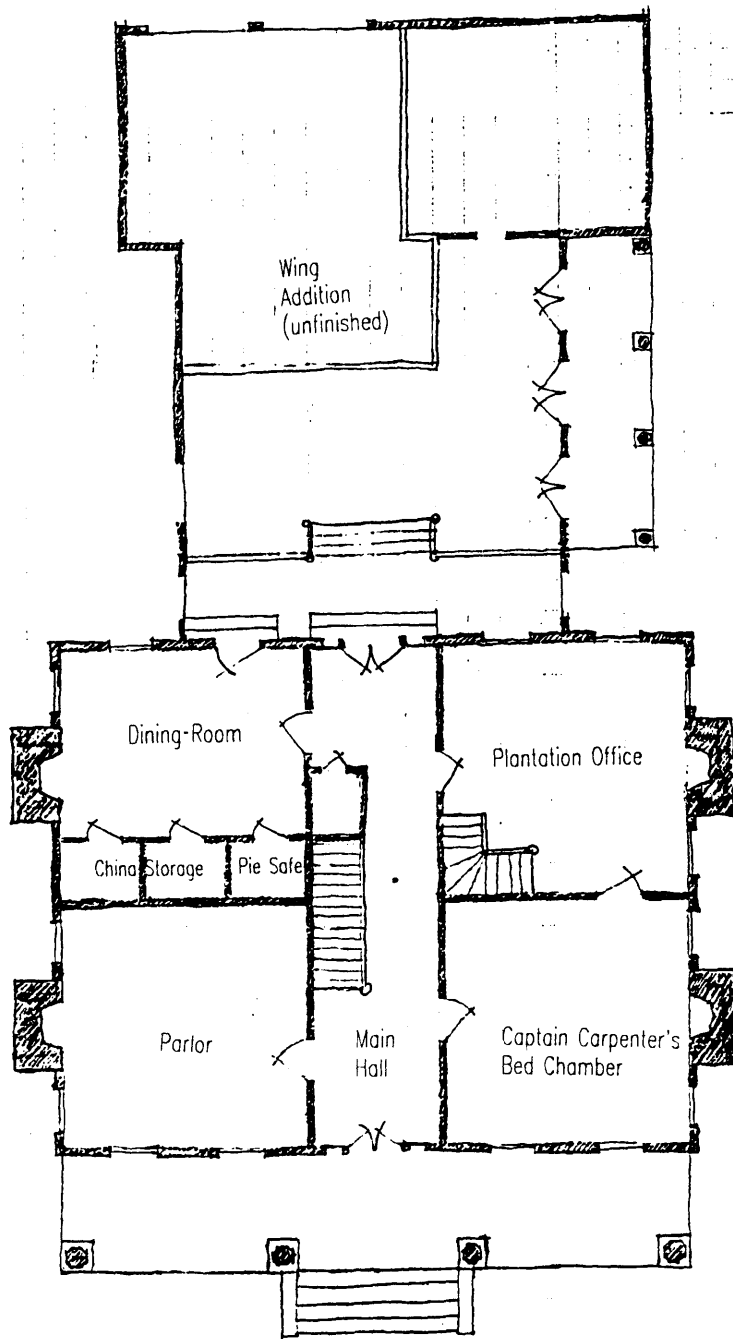 Wing
Addition
(unfinished)
Dining-Room
Plantation Office
China Storage
Pie Safe
Parlor
Main
Hall
Captain Carpenter's
Bed Chamber